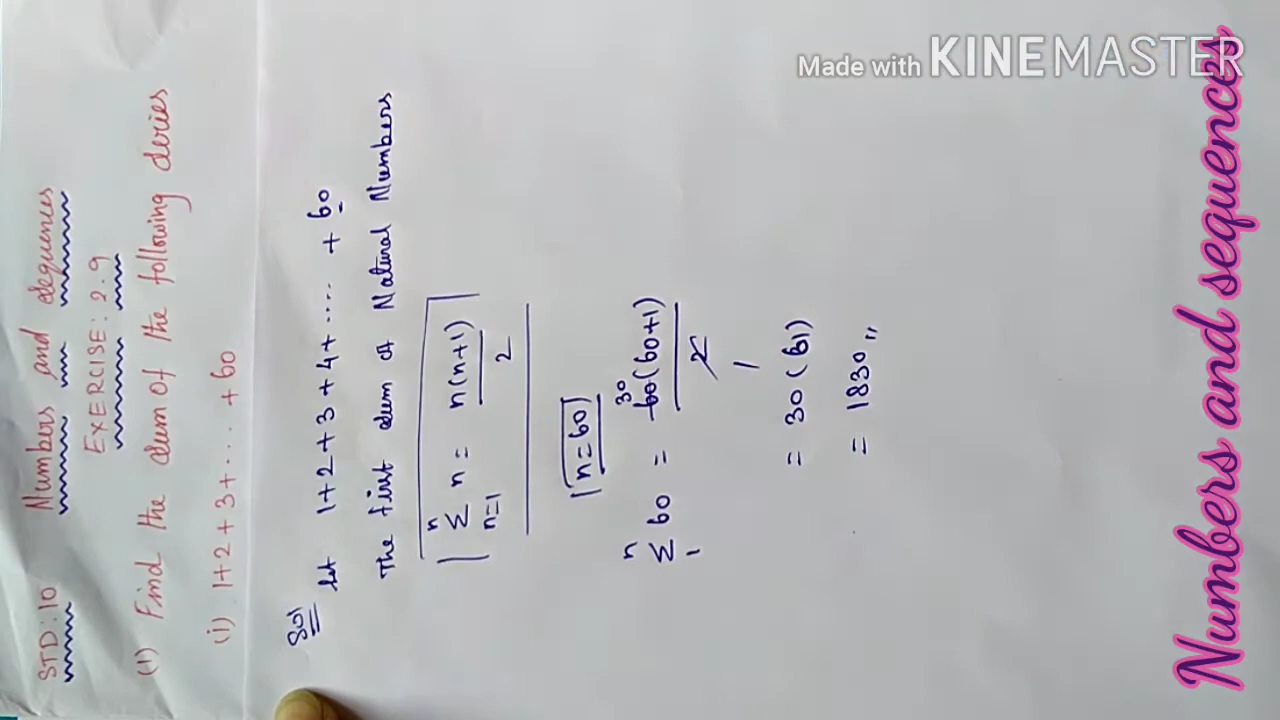 STD: 10 Numbers and sequences
EXERCISE: 2.9
(1) Find the sum of the following series
(i) 1+2+3+... +60
Sol
let 1+2+3+4+.... + 60
The first sum of Natural Numbers
n
Σ n = n(n+1)
n=1 2
n=60
n 30
Σ 60 = 60(60+1)
1 2
1
= 30(61)
= 1830 „
Made with KINEMASTER
Numbers and sequences